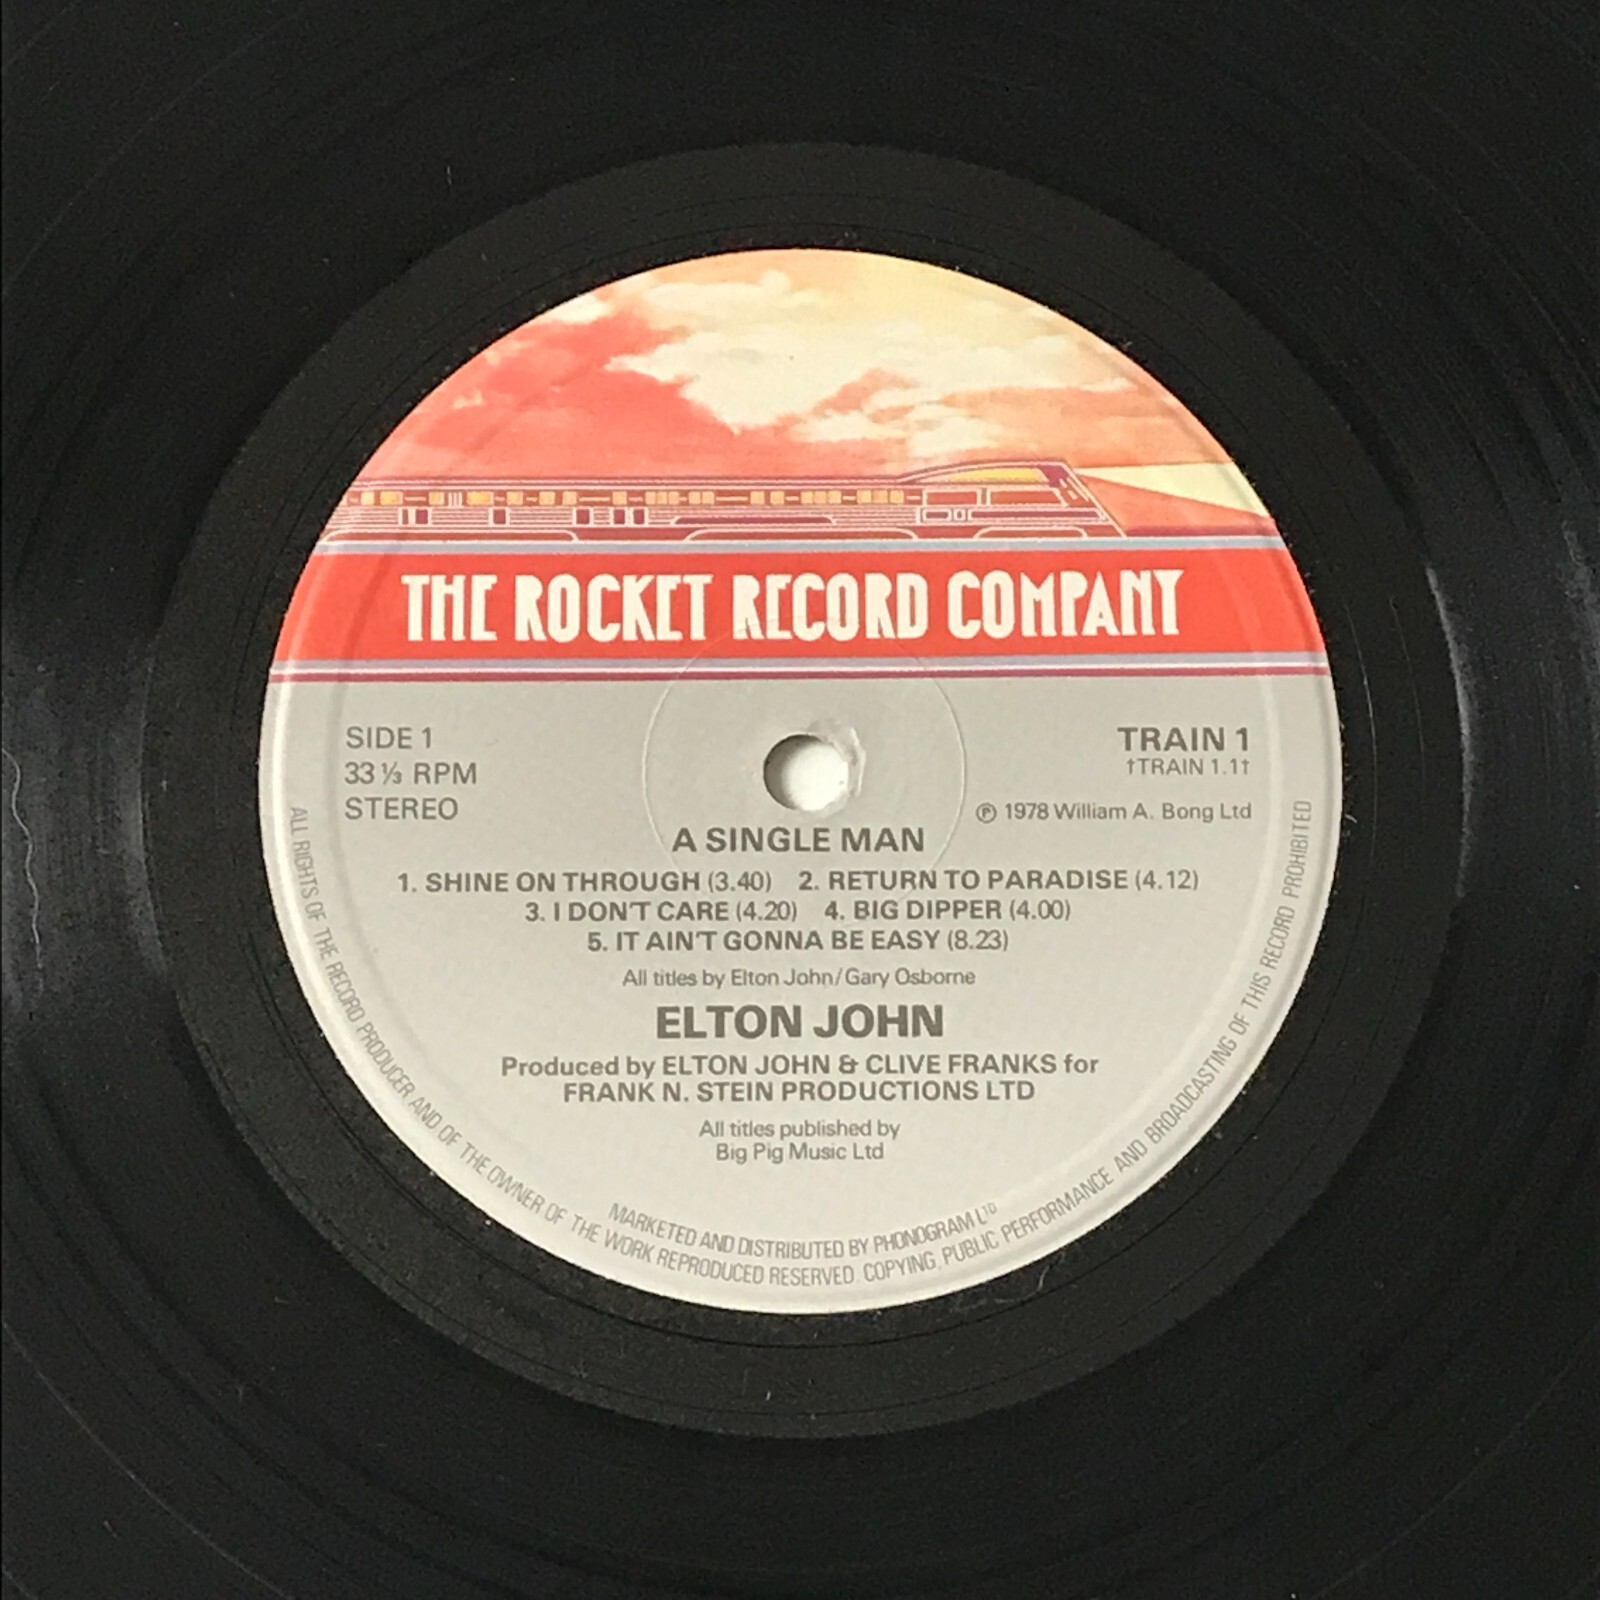 THE ROCKET RECORD COMPANY
SIDE 1
33 ⅓ RPM
STEREO
TRAIN 1
†TRAIN 1.1†
℗ 1978 William A. Bong Ltd
A SINGLE MAN
1. SHINE ON THROUGH (3.40) 2. RETURN TO PARADISE (4.12)
3. I DON'T CARE (4.20) 4. BIG DIPPER (4.00)
5. IT AIN'T GONNA BE EASY (8.23)
All titles by Elton John/Gary Osborne
ELTON JOHN
Produced by ELTON JOHN & CLIVE FRANKS for
FRANK N. STEIN PRODUCTIONS LTD
All titles published by
Big Pig Music Ltd
MARKETED AND DISTRIBUTED BY PHONOGRAM LTD
ALL RIGHTS OF THE RECORD PRODUCER AND OF THE OWNER OF THE WORK REPRODUCED RESERVED. COPYING, PUBLIC PERFORMANCE AND BROADCASTING OF THIS RECORD PROHIBITED